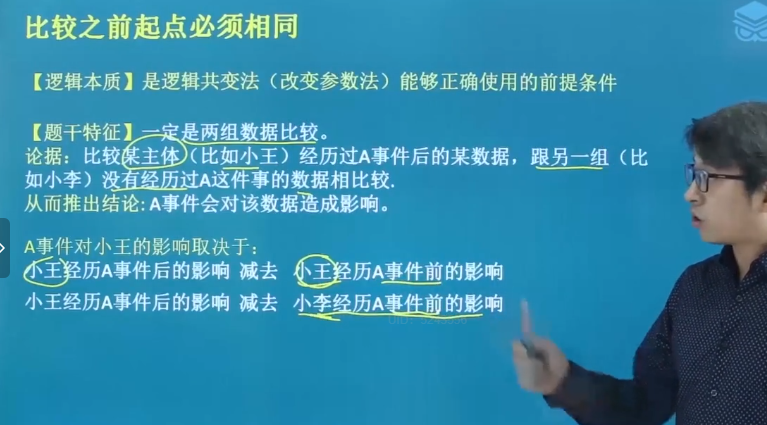 比较之前起点必须相同
【逻辑本质】是逻辑共变法（改变参数法）能够正确使用的前提条件
【题干特征】一定是两组数据比较。
论据：比较某主体（比如小王）经历过A事件后的某数据，跟另一组（比
如小李）没有经历过A这件事的数据相比较.
从而推出结论：A事件会对该数据造成影响。
A事件对小王的影响取决于：
小王经历A事件后的影响 减去 小王经历A事件前的影响
小王经历A事件后的影响 减去 小李经历A事件前的影响